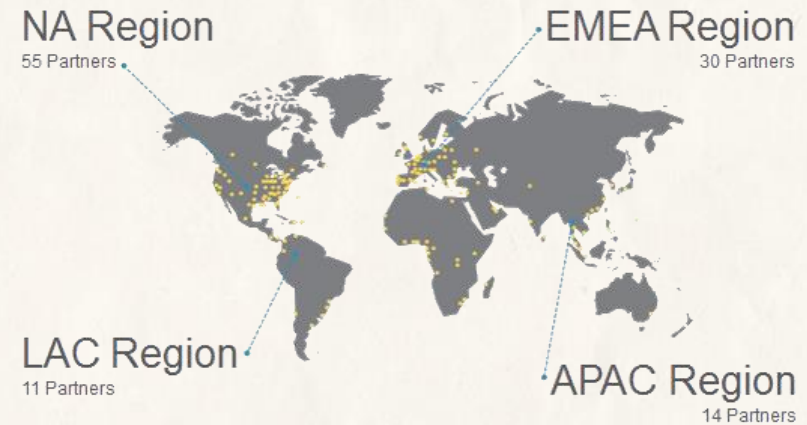 NA Region
55 Partners
EMEA Region
30 Partners
LAC Region
11 Partners
APAC Region
14 Partners